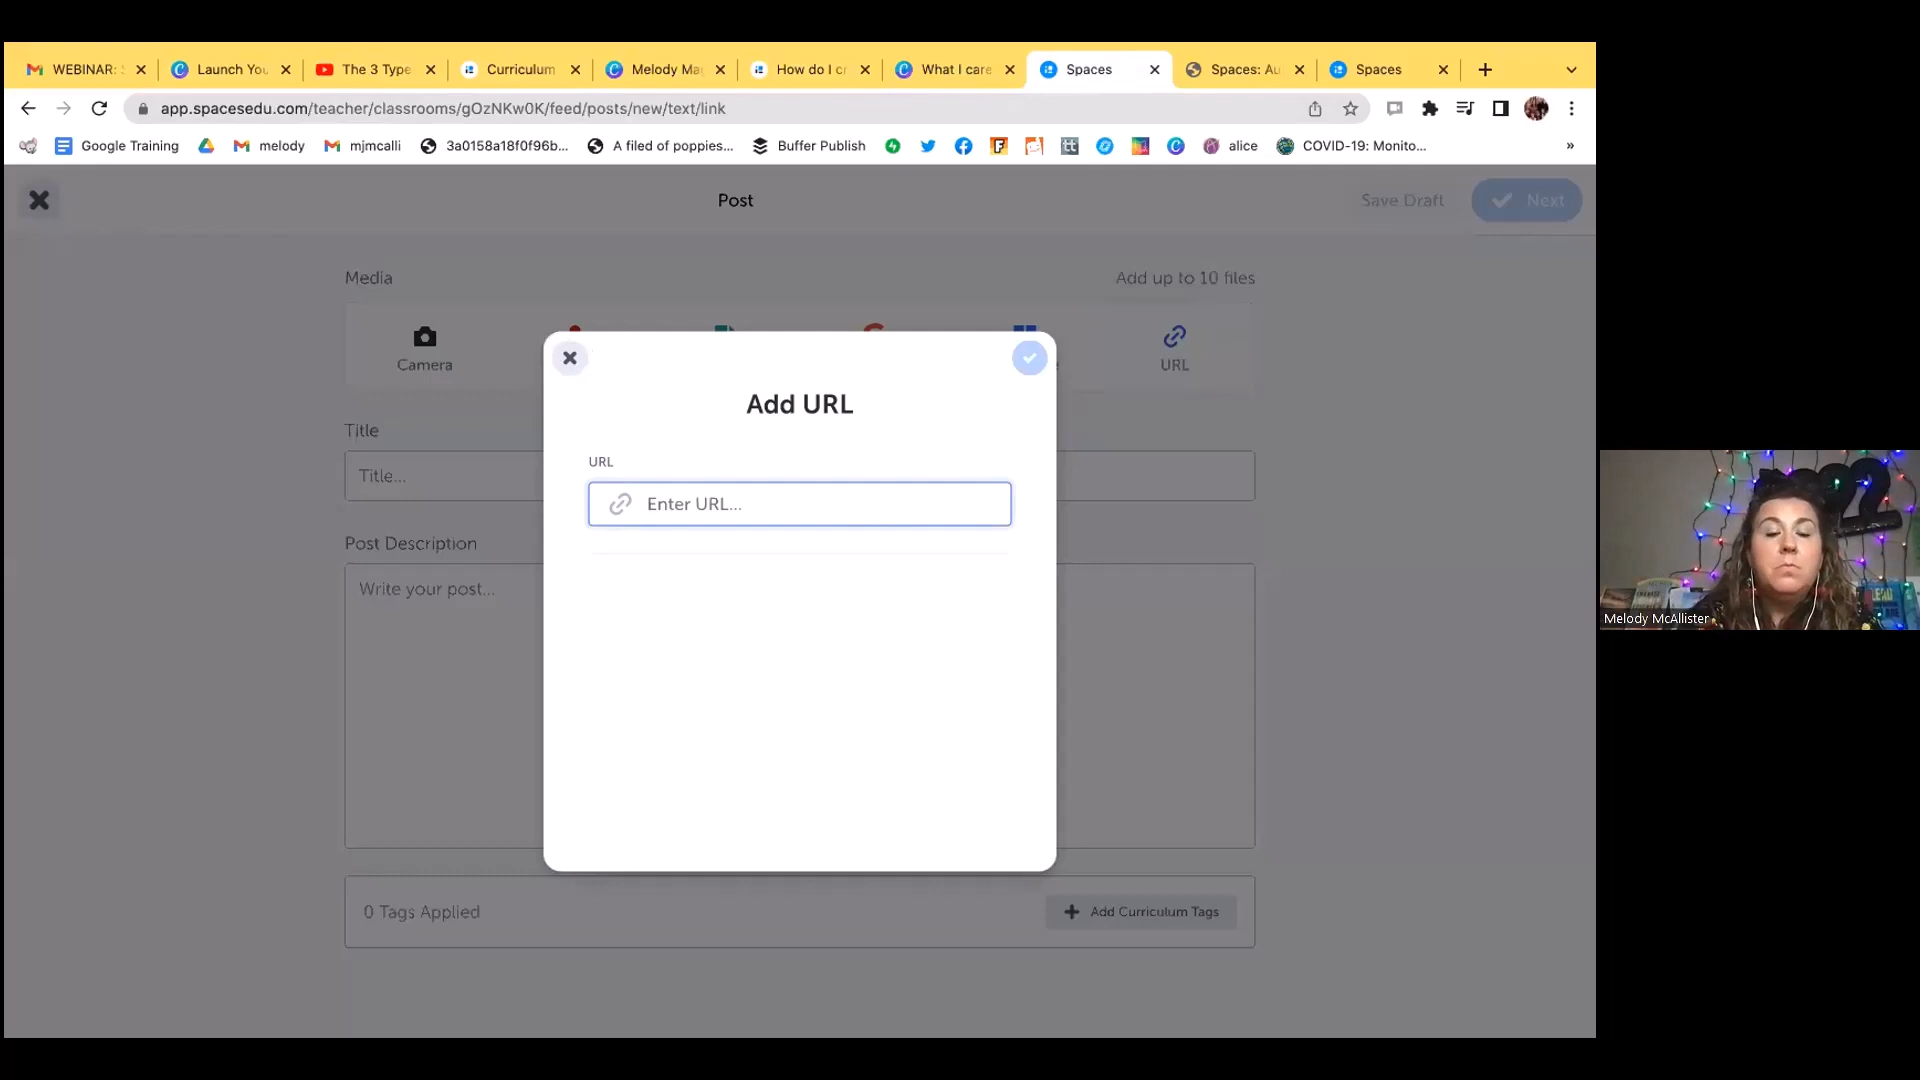 WEBINAR: S
Launch You
The 3 Type
Curriculum
Melody Mag
How do I cr
What I care
Spaces
Spaces: Au
Spaces
app.spacesedu.com/teacher/classrooms/gOzNKw0K/feed/posts/new/text/link
Google Training
melody
mjmcalli
3a0158a18f0f96b...
A filed of poppies...
Buffer Publish
alice
COVID-19: Monito...
Post
Save Draft
Next
Media
Add up to 10 files
Camera
URL
Add URL
Title
Title...
URL
Enter URL...
Post Description
Write your post...
0 Tags Applied
Add Curriculum Tags
Melody McAllister